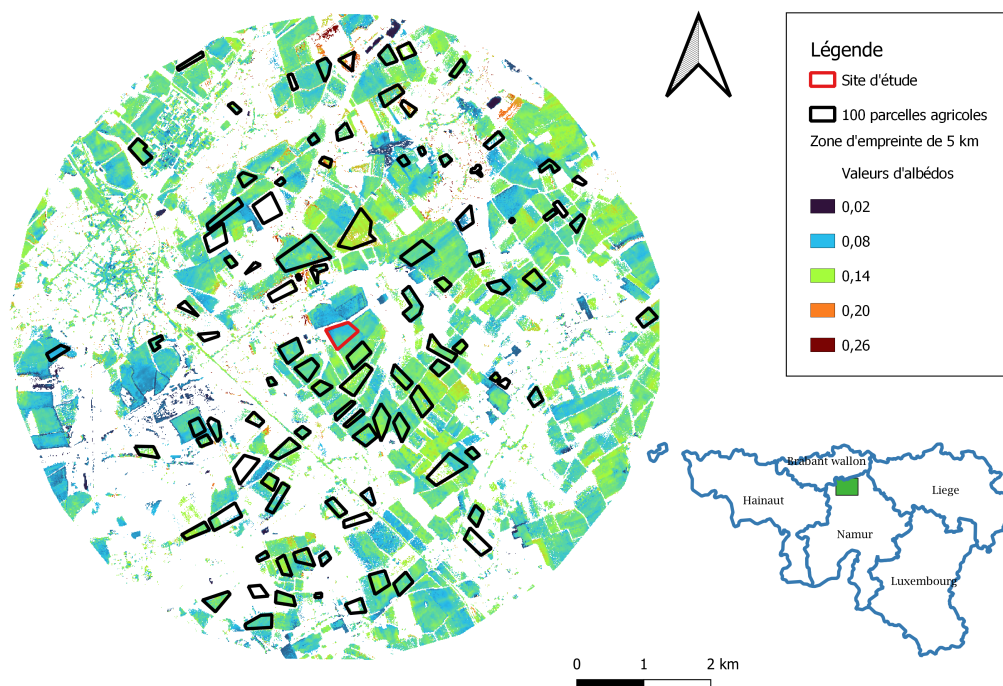 Légende
Site d'étude
100 parcelles agricoles
Zone d'empreinte de 5 km
Valeurs d'albédos
0,02
0,08
0,14
0,20
0,26
Brabant wallon
Hainaut
Liege
Namur
Luxembourg
0 1 2 km